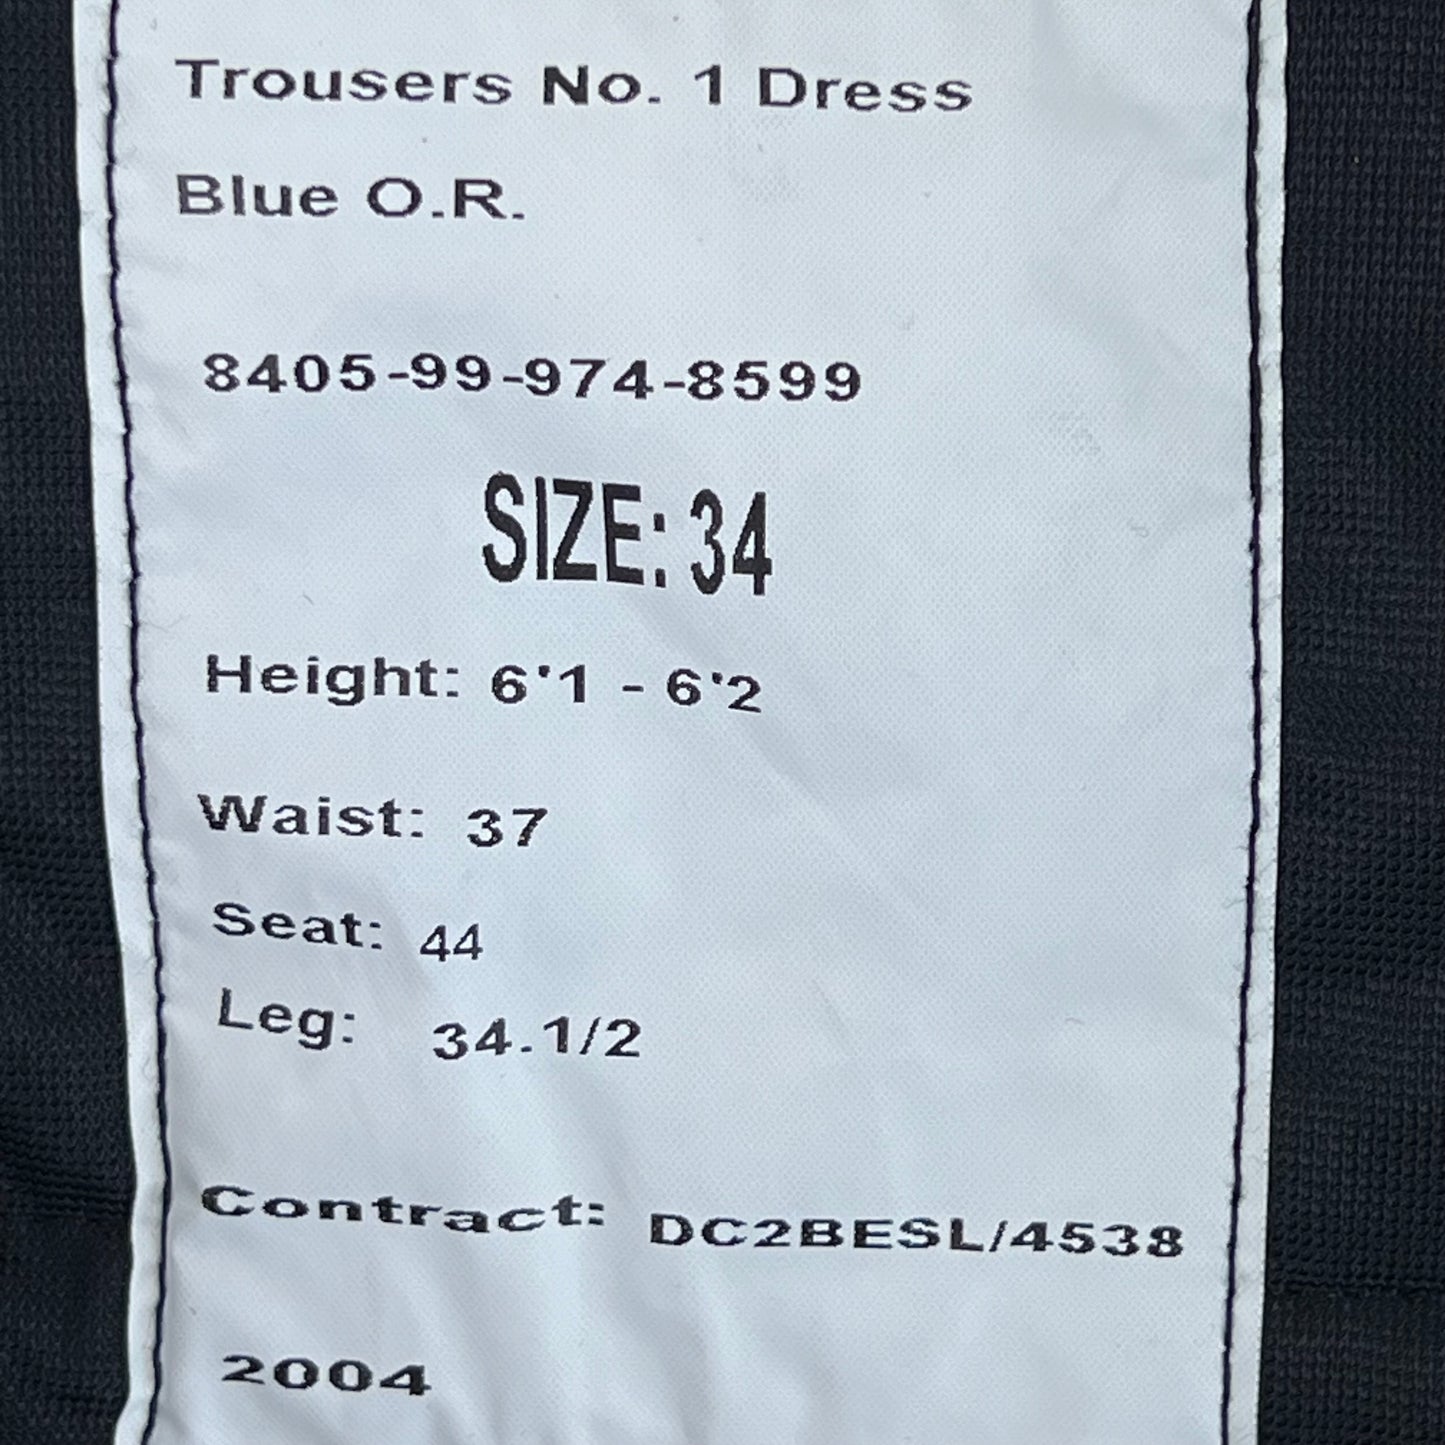 Trousers No. 1 Dress
Blue O.R.
8405-99-974-8599
SIZE: 34
Height: 6'1 - 6'2
Waist: 37
Seat: 44
Leg: 34.1/2
Contract: DC2BESL/4538
2004